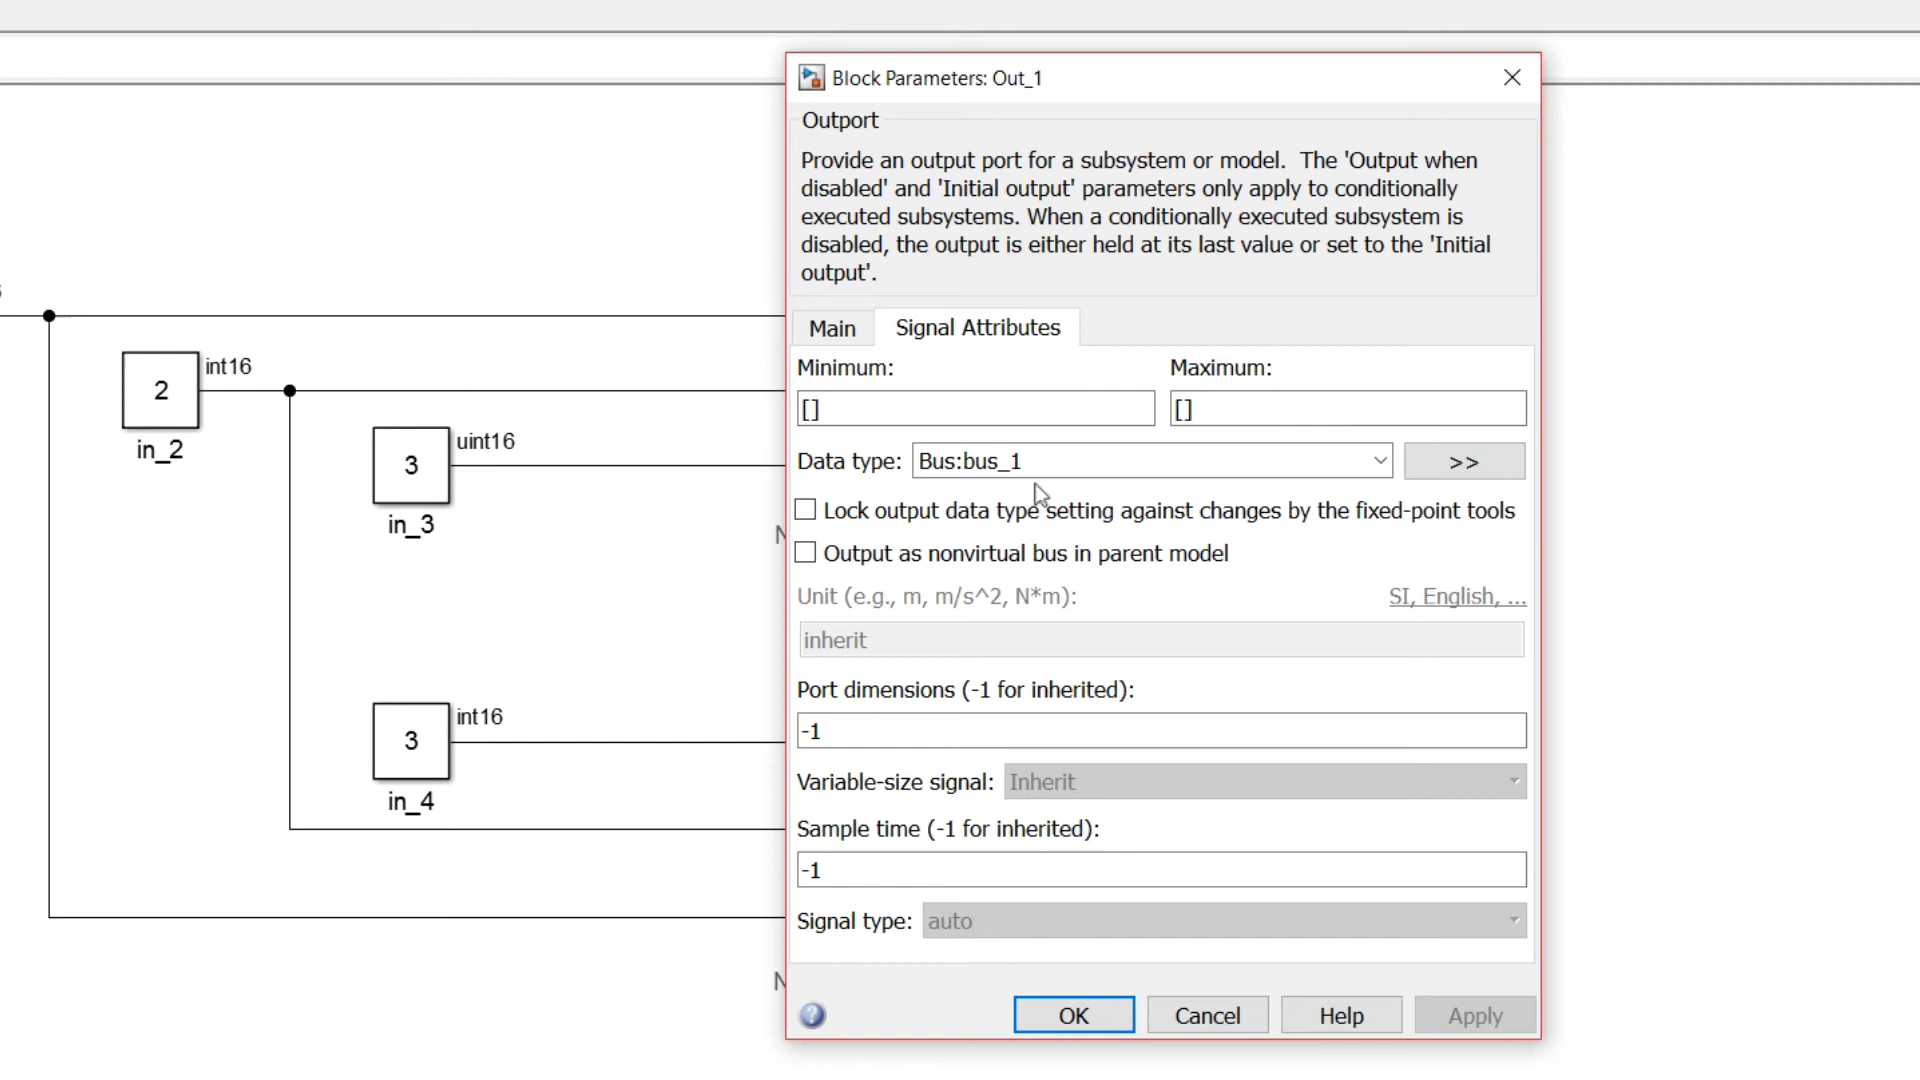 Block Parameters: Out_1
Outport
Provide an output port for a subsystem or model.  The 'Output when
disabled' and 'Initial output' parameters only apply to conditionally
executed subsystems. When a conditionally executed subsystem is
disabled, the output is either held at its last value or set to the 'Initial
output'.
Main
Signal Attributes
Minimum:
Maximum:
[]
[]
Data type:
Bus:bus_1
>>
Lock output data type setting against changes by the fixed-point tools
Output as nonvirtual bus in parent model
Unit (e.g., m, m/s^2, N*m):
SI, English, ...
inherit
Port dimensions (-1 for inherited):
-1
Variable-size signal:
Inherit
Sample time (-1 for inherited):
-1
Signal type:
auto
OK
Cancel
Help
Apply
2
int16
in_2
3
uint16
in_3
3
int16
in_4